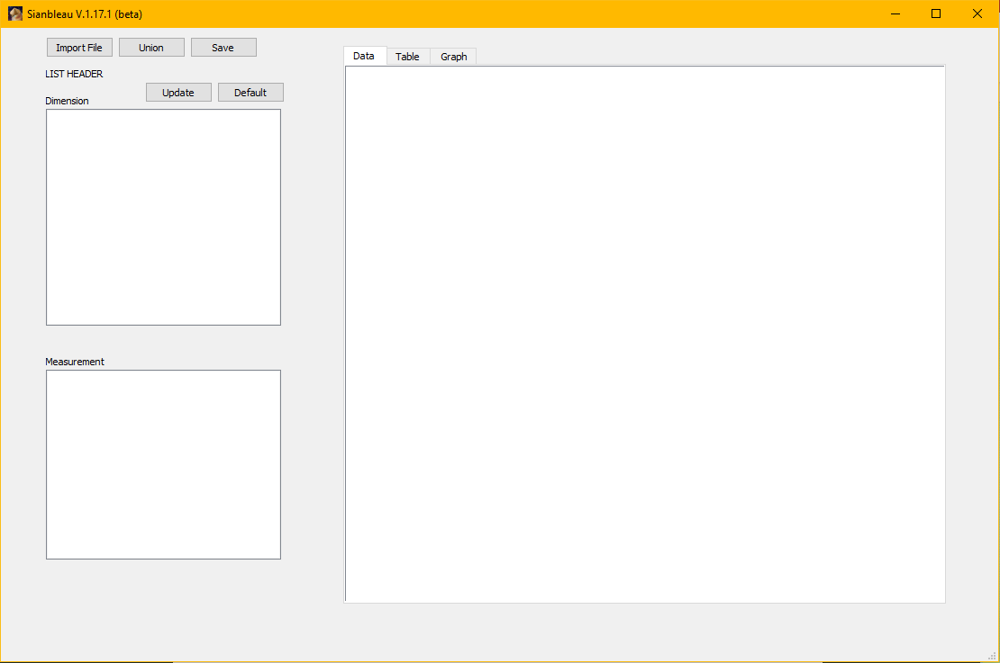 Sianbleau V.1.17.1 (beta)
Import File Union Save
LIST HEADER
Update Default
Dimension
Measurement
Data Table Graph